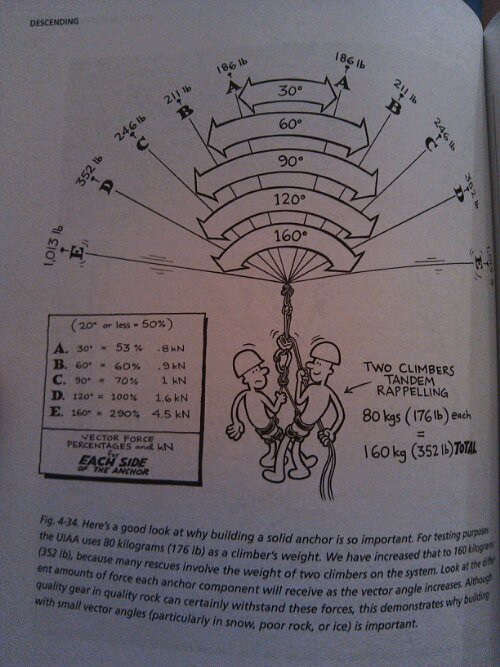 DESCENDING
186 lb
186 lb
211 lb
A
30°
A
211 lb
246 lb
B
60°
B
246 lb
352 lb
C
90°
C
352 lb
D
120°
D
1,013 lb
E
160°
E
(20° or less = 50%)
A. 30° = 53% .8 kN
B. 60° = 60% .9 kN
C. 90° = 70% 1 kN
D. 120° = 100% 1.6 kN
E. 160° = 290% 4.5 kN
VECTOR FORCE
PERCENTAGES and kN
for
EACH SIDE
OF THE ANCHOR
TWO CLIMBERS
TANDEM
RAPPELLING
80 kgs (176 lb) each
=
160 kg (352 lb) TOTAL
Fig. 4-34. Here's a good look at why building a solid anchor is so important. For testing purposes
the UIAA uses 80 kilograms (176 lb) as a climber's weight. We have increased that to 160 kilograms
(352 lb), because many rescues involve the weight of two climbers on the system. Look at the differ-
ent amounts of force each anchor component will receive as the vector angle increases. Although
quality gear in quality rock can certainly withstand these forces, this demonstrates why building
with small vector angles (particularly in snow, poor rock, or ice) is important.